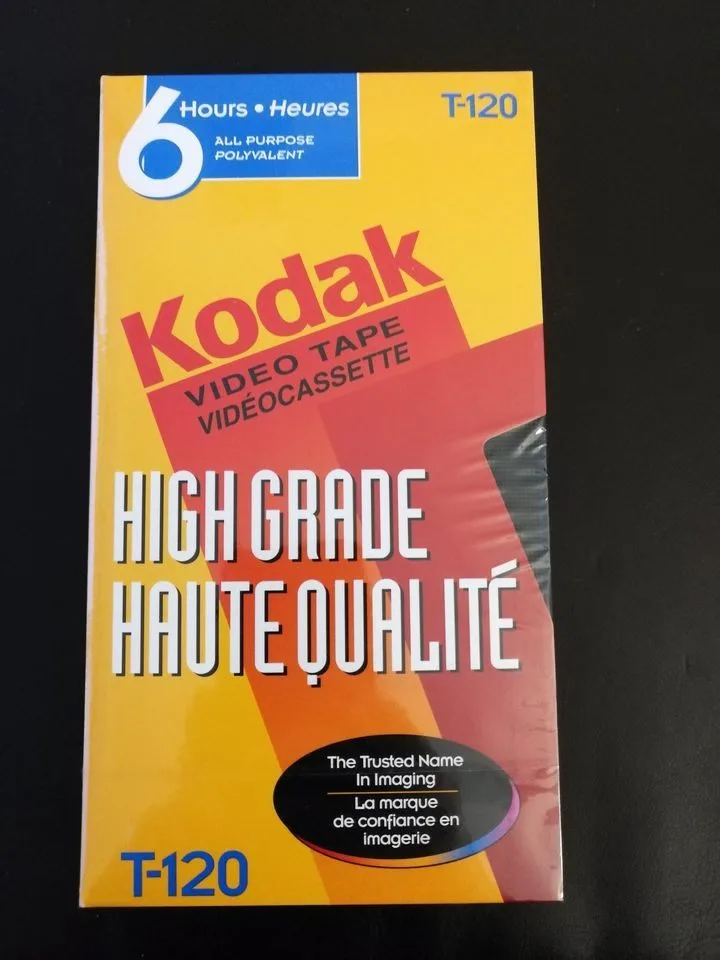 6 Hours • Heures
T-120
ALL PURPOSE
POLYVALENT
Kodak
VIDEO TAPE
VIDÉOCASSETTE
HIGH GRADE
HAUTE QUALITÉ
The Trusted Name
In Imaging
La marque
de confiance en
imagerie
T-120